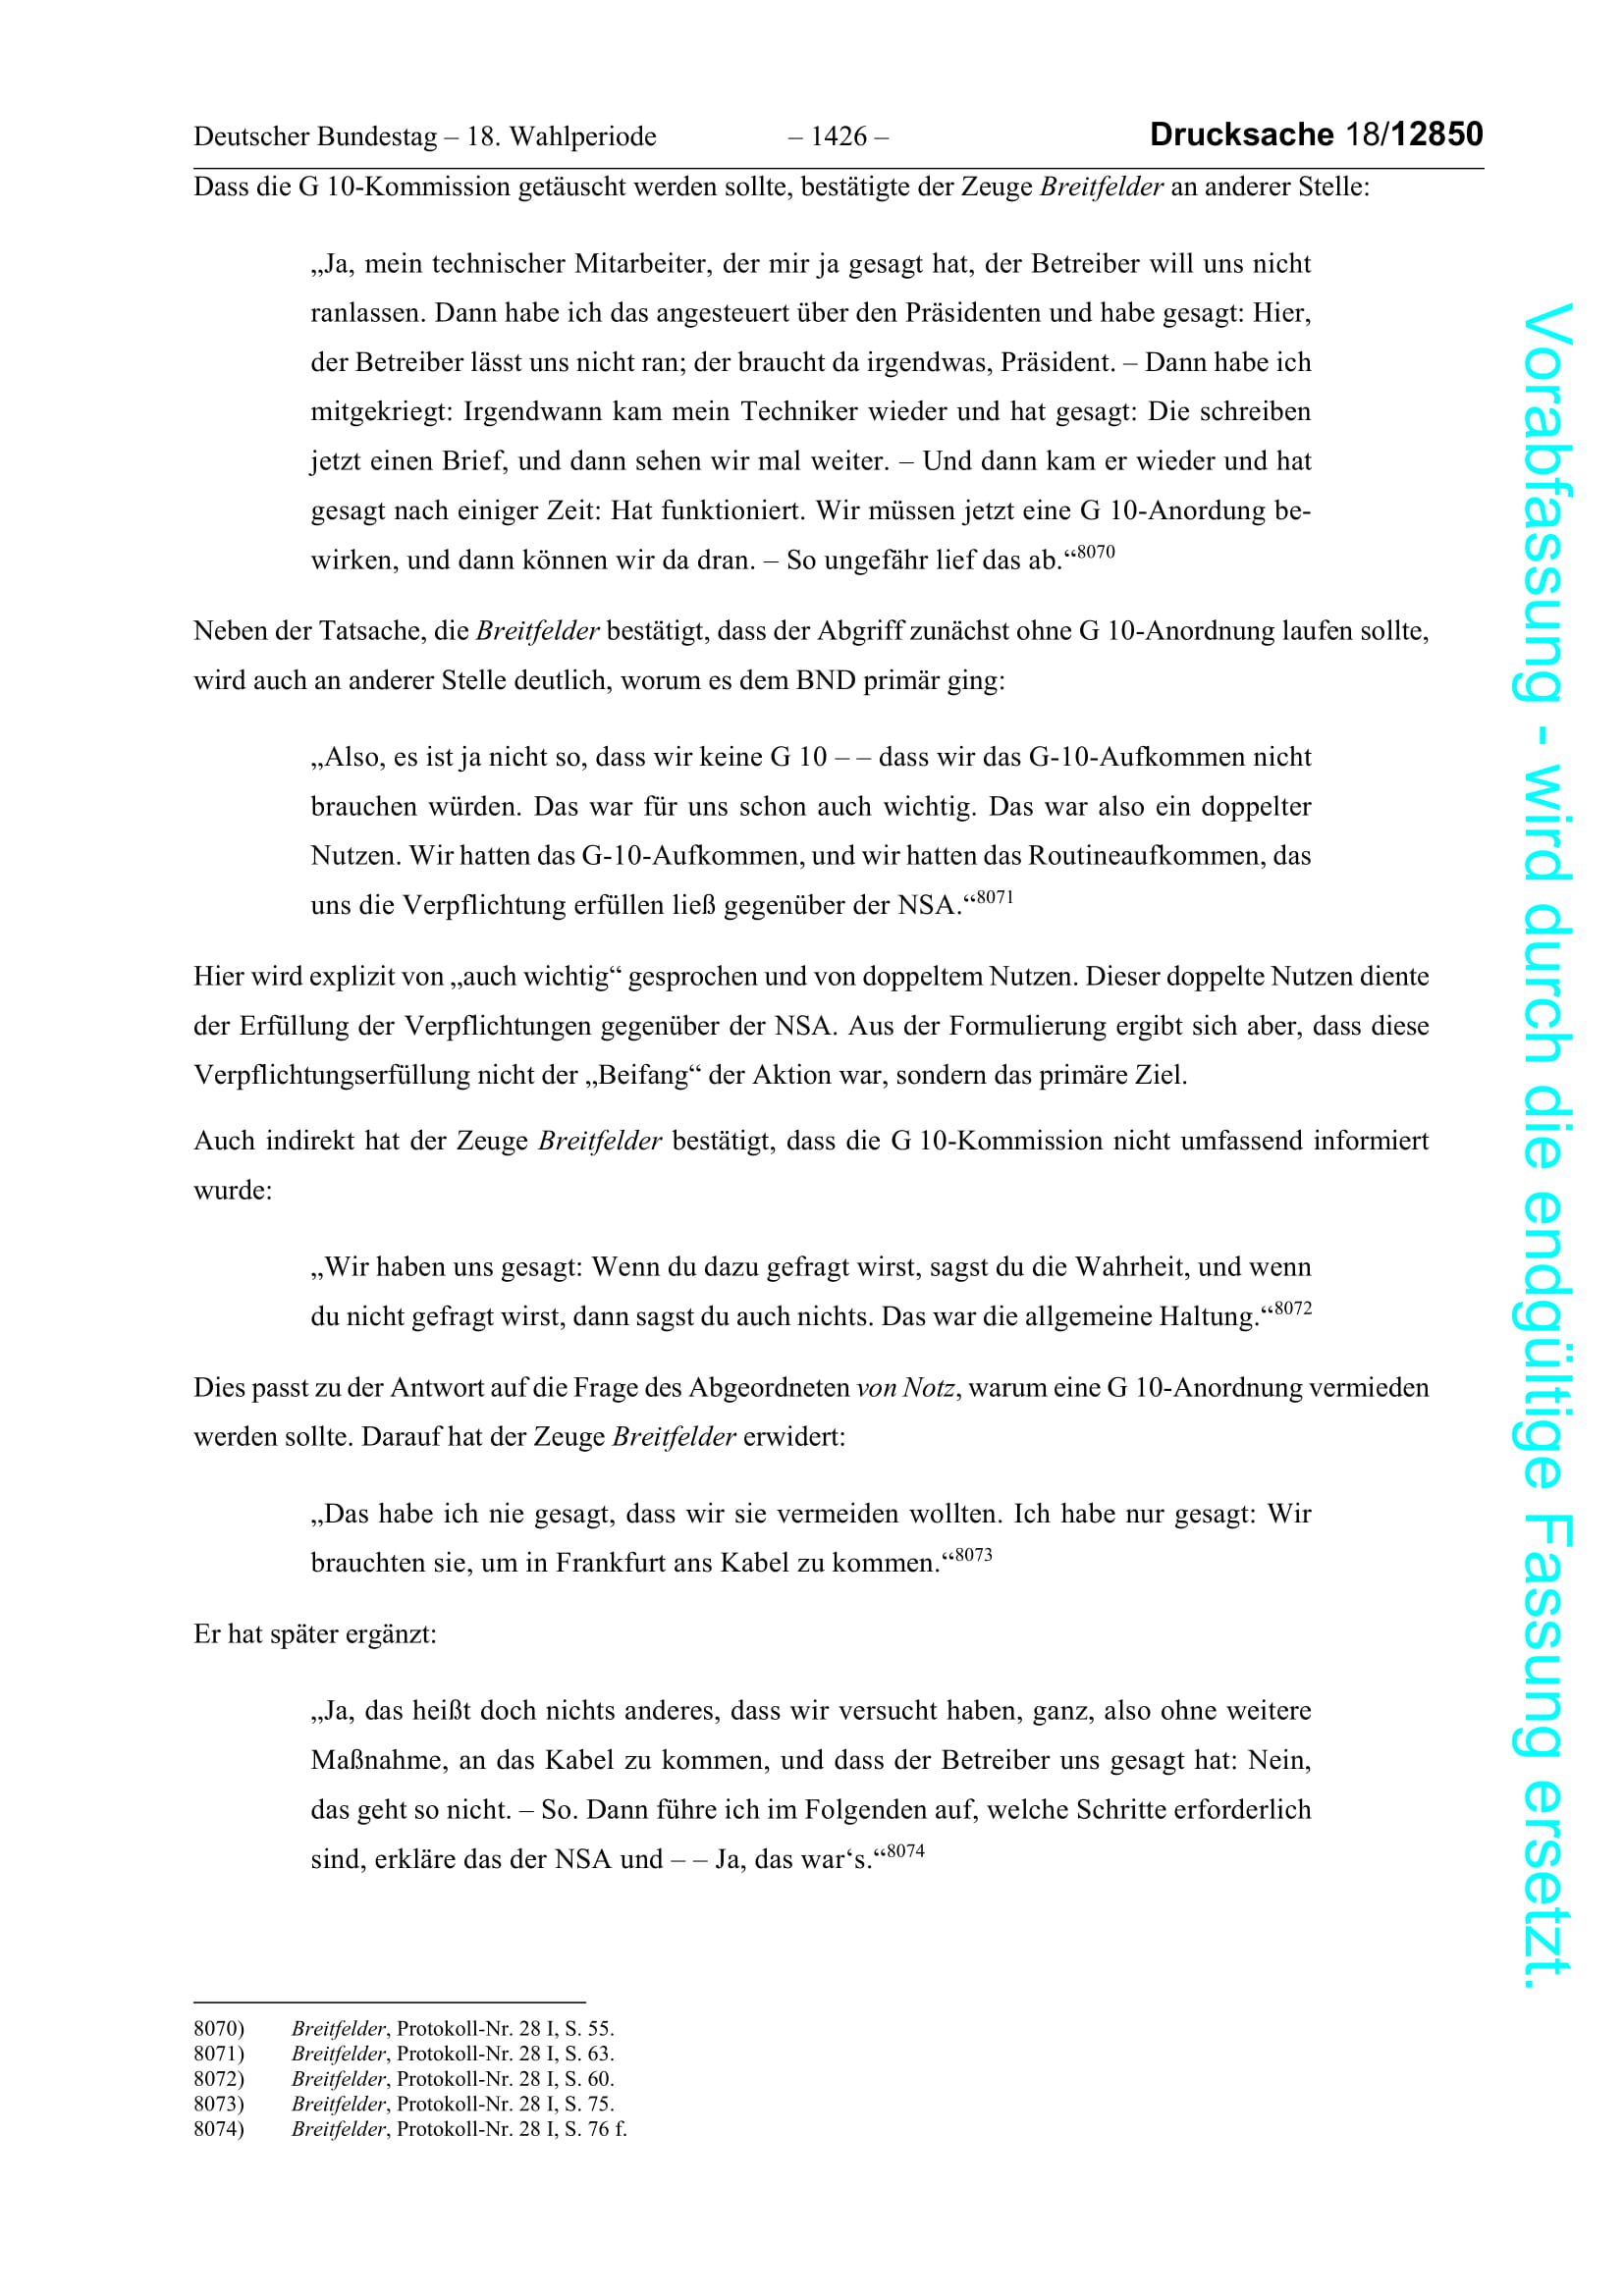 Deutscher Bundestag – 18. Wahlperiode – 1426 – Drucksache 18/12850
Dass die G 10-Kommission getäuscht werden sollte, bestätigte der Zeuge Breitfelder an anderer Stelle:
„Ja, mein technischer Mitarbeiter, der mir ja gesagt hat, der Betreiber will uns nicht
ranlassen. Dann habe ich das angesteuert über den Präsidenten und habe gesagt: Hier,
der Betreiber lässt uns nicht ran; der braucht da irgendwas, Präsident. – Dann habe ich
mitgekriegt: Irgendwann kam mein Techniker wieder und hat gesagt: Die schreiben
jetzt einen Brief, und dann sehen wir mal weiter. – Und dann kam er wieder und hat
gesagt nach einiger Zeit: Hat funktioniert. Wir müssen jetzt eine G 10-Anordung be-
wirken, und dann können wir da dran. – So ungefähr lief das ab.“8070
Neben der Tatsache, die Breitfelder bestätigt, dass der Abgriff zunächst ohne G 10-Anordnung laufen sollte,
wird auch an anderer Stelle deutlich, worum es dem BND primär ging:
„Also, es ist ja nicht so, dass wir keine G 10 – – dass wir das G-10-Aufkommen nicht
brauchen würden. Das war für uns schon auch wichtig. Das war also ein doppelter
Nutzen. Wir hatten das G-10-Aufkommen, und wir hatten das Routineaufkommen, das
uns die Verpflichtung erfüllen ließ gegenüber der NSA.“8071
Hier wird explizit von „auch wichtig“ gesprochen und von doppeltem Nutzen. Dieser doppelte Nutzen diente
der Erfüllung der Verpflichtungen gegenüber der NSA. Aus der Formulierung ergibt sich aber, dass diese
Verpflichtungserfüllung nicht der „Beifang“ der Aktion war, sondern das primäre Ziel.
Auch indirekt hat der Zeuge Breitfelder bestätigt, dass die G 10-Kommission nicht umfassend informiert
wurde:
„Wir haben uns gesagt: Wenn du dazu gefragt wirst, sagst du die Wahrheit, und wenn
du nicht gefragt wirst, dann sagst du auch nichts. Das war die allgemeine Haltung.“8072
Dies passt zu der Antwort auf die Frage des Abgeordneten von Notz, warum eine G 10-Anordnung vermieden
werden sollte. Darauf hat der Zeuge Breitfelder erwidert:
„Das habe ich nie gesagt, dass wir sie vermeiden wollten. Ich habe nur gesagt: Wir
brauchten sie, um in Frankfurt ans Kabel zu kommen.“8073
Er hat später ergänzt:
„Ja, das heißt doch nichts anderes, dass wir versucht haben, ganz, also ohne weitere
Maßnahme, an das Kabel zu kommen, und dass der Betreiber uns gesagt hat: Nein,
das geht so nicht. – So. Dann führe ich im Folgenden auf, welche Schritte erforderlich
sind, erkläre das der NSA und – – Ja, das war‘s.“8074
8070) Breitfelder, Protokoll-Nr. 28 I, S. 55.
8071) Breitfelder, Protokoll-Nr. 28 I, S. 63.
8072) Breitfelder, Protokoll-Nr. 28 I, S. 60.
8073) Breitfelder, Protokoll-Nr. 28 I, S. 75.
8074) Breitfelder, Protokoll-Nr. 28 I, S. 76 f.
Vorabfassung - wird durch die endgültige Fassung ersetzt.